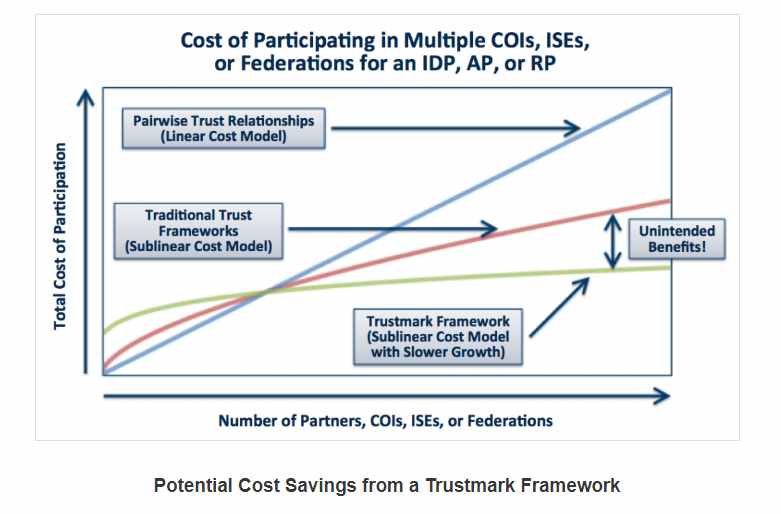 Cost of Participating in Multiple COIs, ISEs,
or Federations for an IDP, AP, or RP
Total Cost of Participation
Pairwise Trust Relationships
(Linear Cost Model)
Traditional Trust
Frameworks
(Sublinear Cost Model)
Unintended
Benefits!
Trustmark Framework
(Sublinear Cost Model
with Slower Growth)
Number of Partners, COIs, ISEs, or Federations
Potential Cost Savings from a Trustmark Framework